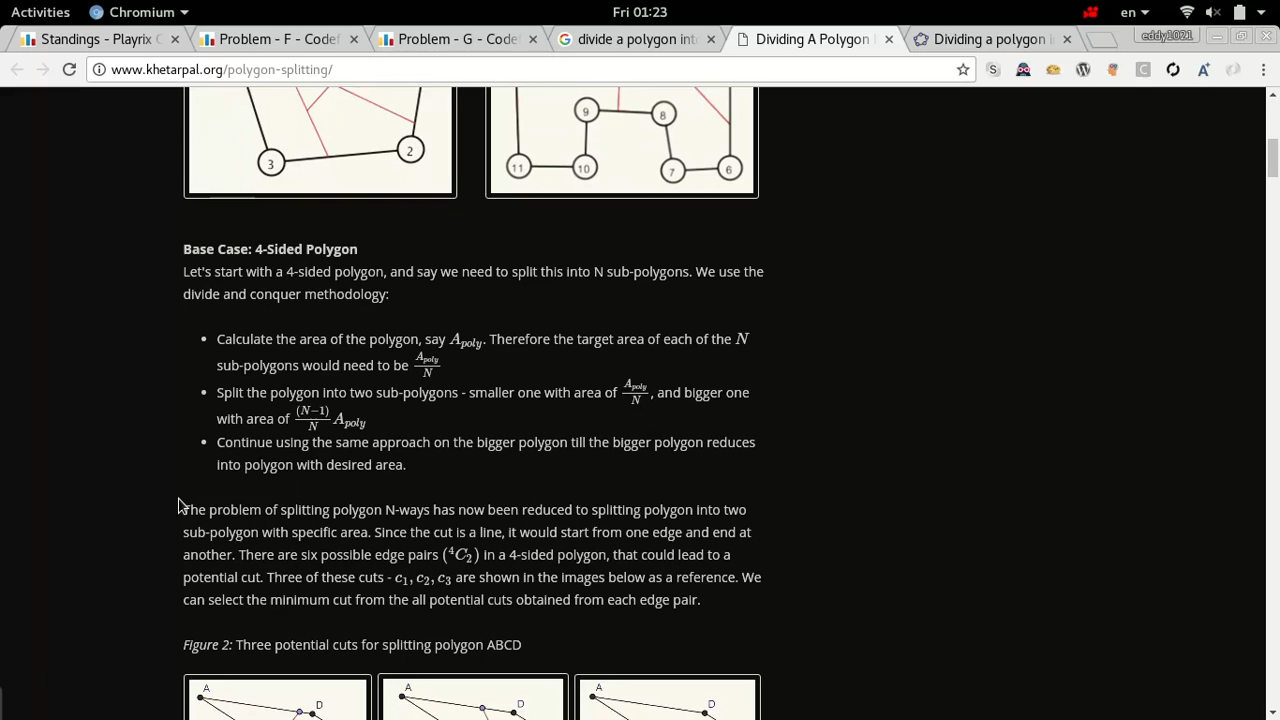 Activities Chromium Fri 01:23 en
Standings - Playrix C Problem - F - Codef Problem - G - Codef divide a polygon into Dividing A Polygon Dividing a polygon i eddy1021
www.khetarpal.org/polygon-splitting/
3 2 11 10 9 8 7 6
Base Case: 4-Sided Polygon
Let's start with a 4-sided polygon, and say we need to split this into N sub-polygons. We use the
divide and conquer methodology:
• Calculate the area of the polygon, say A_poly. Therefore the target area of each of the N
sub-polygons would need to be A_poly/N
• Split the polygon into two sub-polygons - smaller one with area of A_poly/N, and bigger one
with area of (N−1)/N A_poly
• Continue using the same approach on the bigger polygon till the bigger polygon reduces
into polygon with desired area.
The problem of splitting polygon N-ways has now been reduced to splitting polygon into two
sub-polygon with specific area. Since the cut is a line, it would start from one edge and end at
another. There are six possible edge pairs (⁴C₂) in a 4-sided polygon, that could lead to a
potential cut. Three of these cuts - c₁, c₂, c₃ are shown in the images below as a reference. We
can select the minimum cut from the all potential cuts obtained from each edge pair.
Figure 2: Three potential cuts for splitting polygon ABCD
A D A D A D